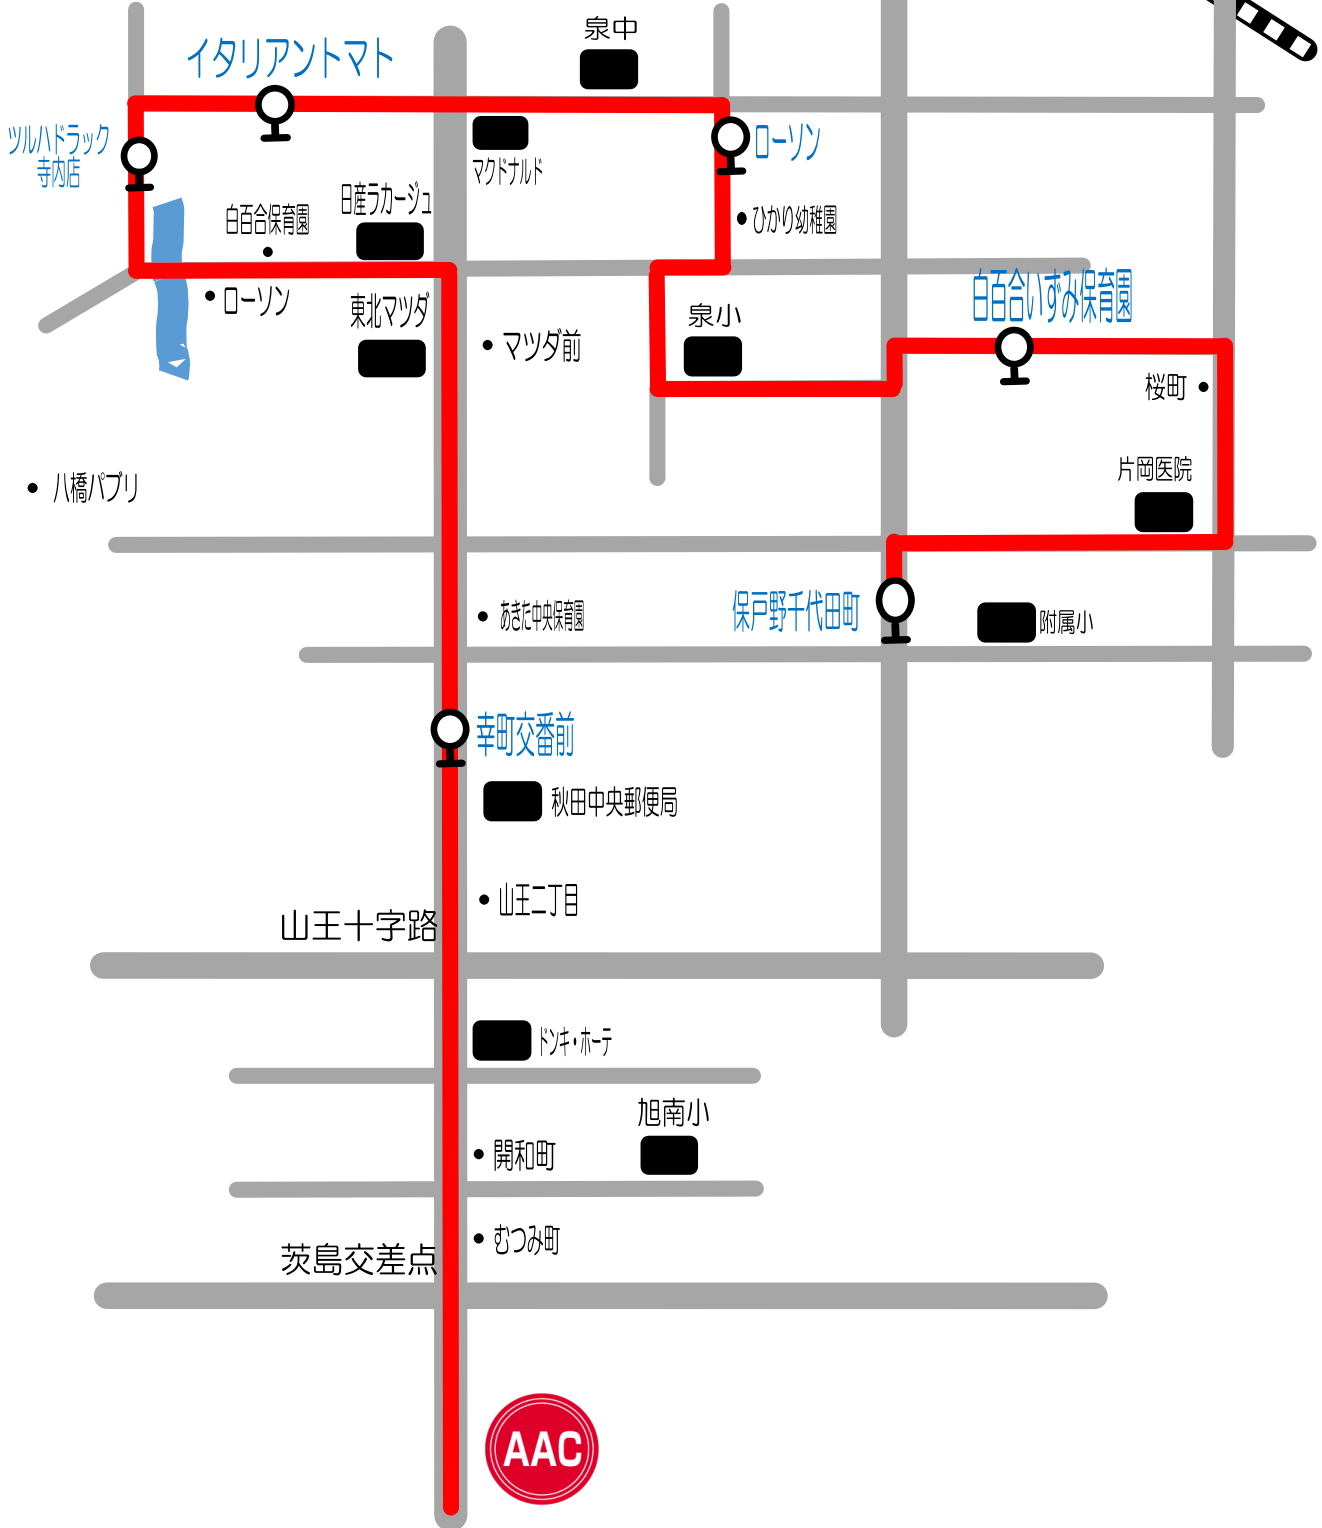 泉中
イタリアントマト
ツルハドラック
寺内店
ローソン
マクドナルド
日産ラカージュ
白百合保育園
ひかり幼稚園
ローソン
東北マツダ
マツダ前
泉小
白百合いずみ保育園
桜町
片岡医院
八橋パブリ
あきた中央保育園
保戸野千代田町
附属小
幸町交番前
秋田中央郵便局
山王二丁目
山王十字路
ドンキ・ホーテ
旭南小
開和町
むつみ町
茨島交差点
AAC